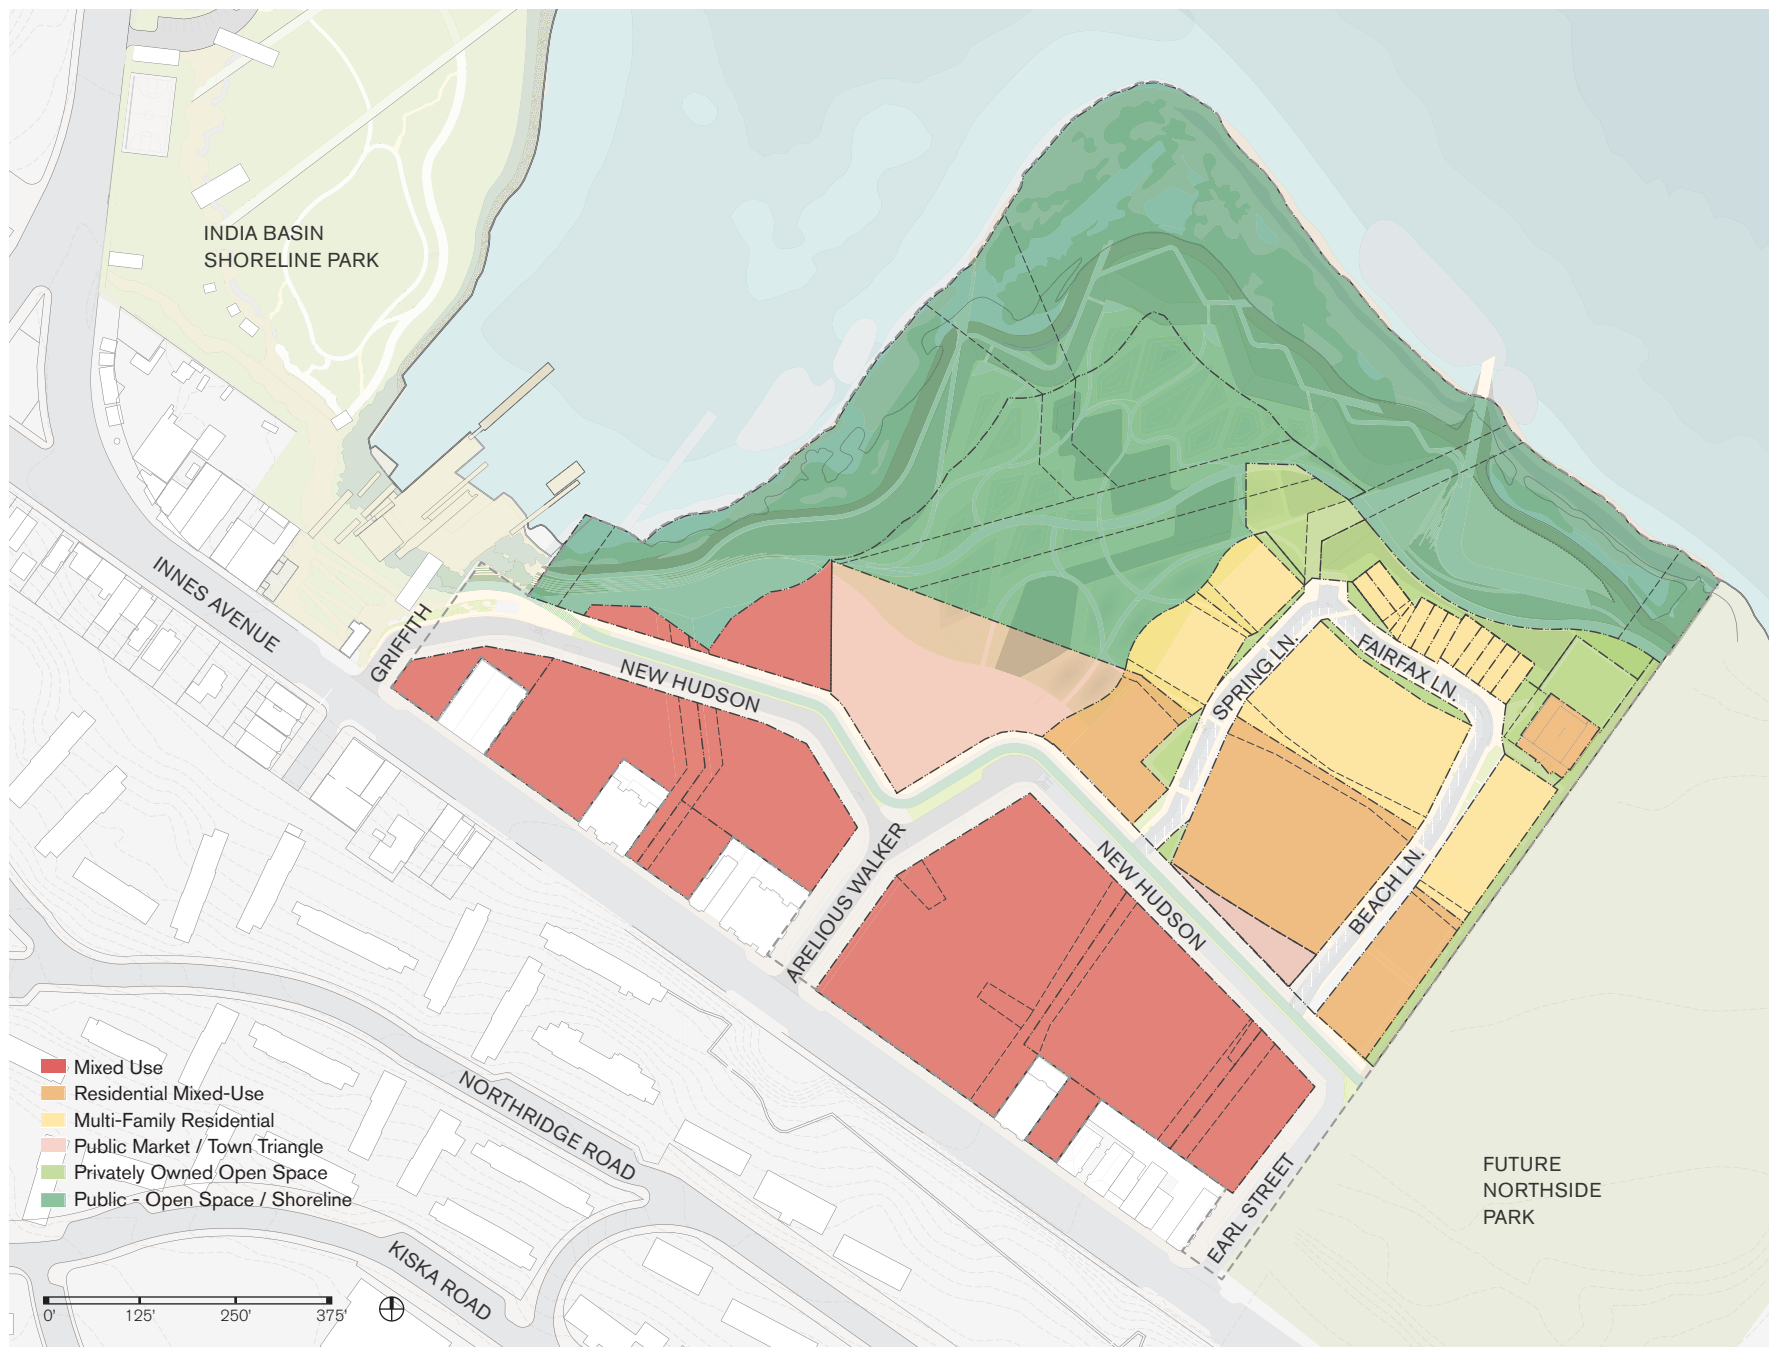 INDIA BASIN
SHORELINE PARK
INNES AVENUE
GRIFFITH
NEW HUDSON
SPRING LN.
FAIRFAX LN.
ARELIOUS WALKER
NEW HUDSON
BEACH LN.
EARL STREET
NORTHRIDGE ROAD
KISKA ROAD
FUTURE
NORTHSIDE
PARK
Mixed Use
Residential Mixed-Use
Multi-Family Residential
Public Market / Town Triangle
Privately Owned Open Space
Public - Open Space / Shoreline
0' 125' 250' 375'